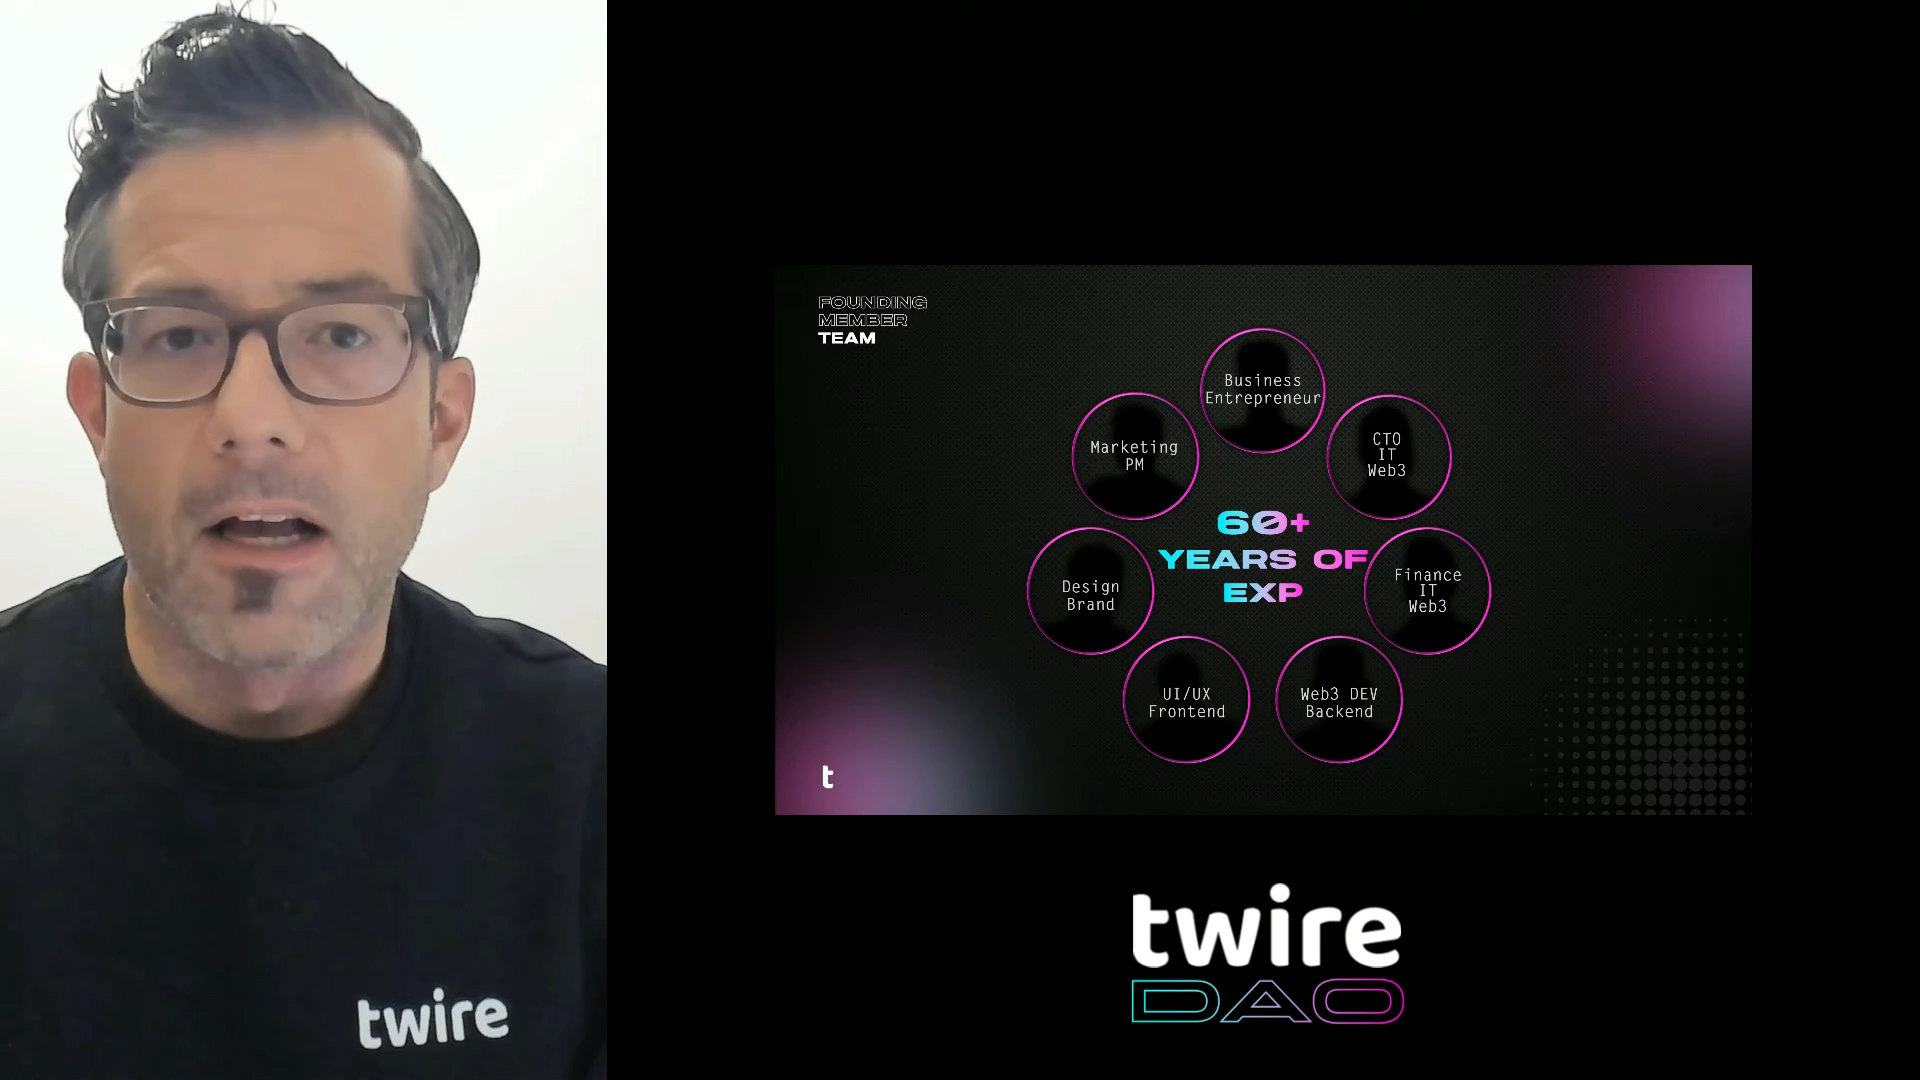 FOUNDING
MEMBER
TEAM
Business
Entrepreneur
Marketing
PM
CTO
IT
Web3
60+
YEARS OF
EXP
Design
Brand
Finance
IT
Web3
UI/UX
Frontend
Web3 DEV
Backend
t
twire
DAO
twire